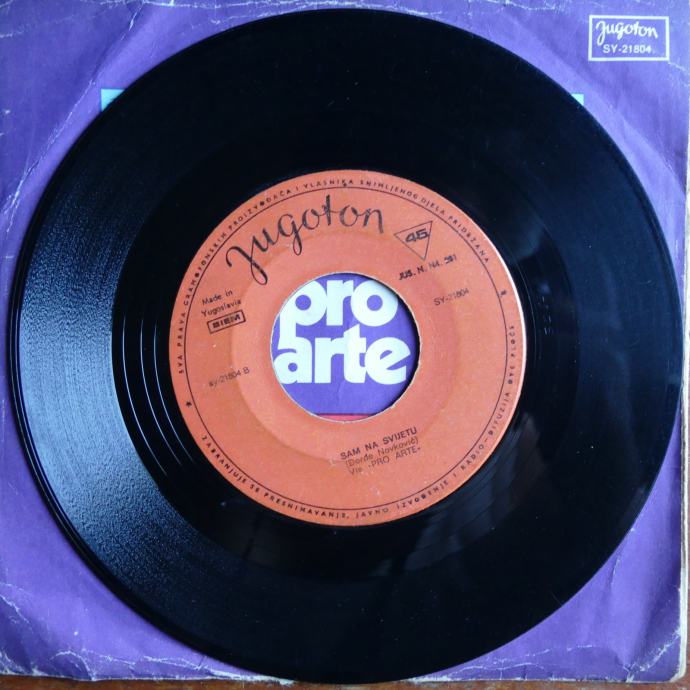 Jugoton
SY-21804
SVA PRAVA GRAMOFONSKIH PROIZVOĐAČA I VLASNIKA SNIMLJENOG DJELA PRIDRŽANA
Jugoton
45
JUS. N. N4. 281
Made in
Yugoslavia
BIEM
SY-21804
pro
arte
sy-21804 B
SAM NA SVIJETU
(Đorđe Novković)
Vis »PRO ARTE«
ZABRANJUJE SE PRESNIMAVANJE, JAVNO IZVOĐENJE I RADIO-DIFUZIJA OVE PLOČE